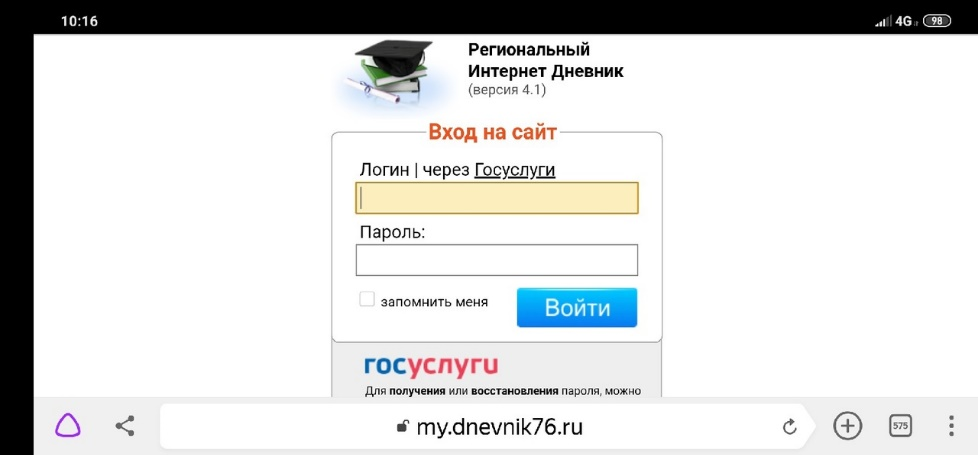 10:16
4G 98
Региональный
Интернет Дневник
(версия 4.1)
Вход на сайт
Логин | через Госуслуги
Пароль:
запомнить меня
Войти
госуслуги
Для получения или восстановления пароля, можно
my.dnevnik76.ru
575